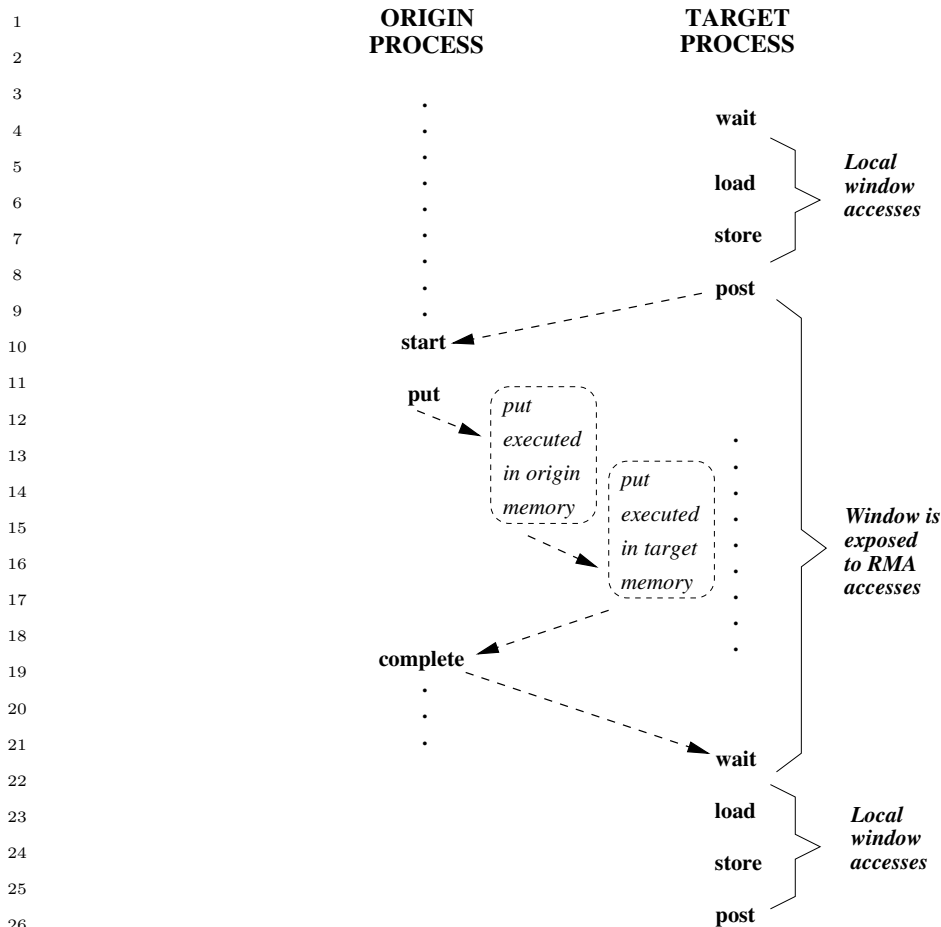 1
ORIGIN
PROCESS
TARGET
PROCESS
2
3
4
wait
5
Local
window
accesses
load
6
7
store
8
post
9
10
start
11
put
12
put
executed
in origin
memory
13
14
put
executed
in target
memory
15
Window is
exposed
to RMA
accesses
16
17
18
19
complete
20
21
wait
22
23
load
Local
window
accesses
24
store
25
post
26